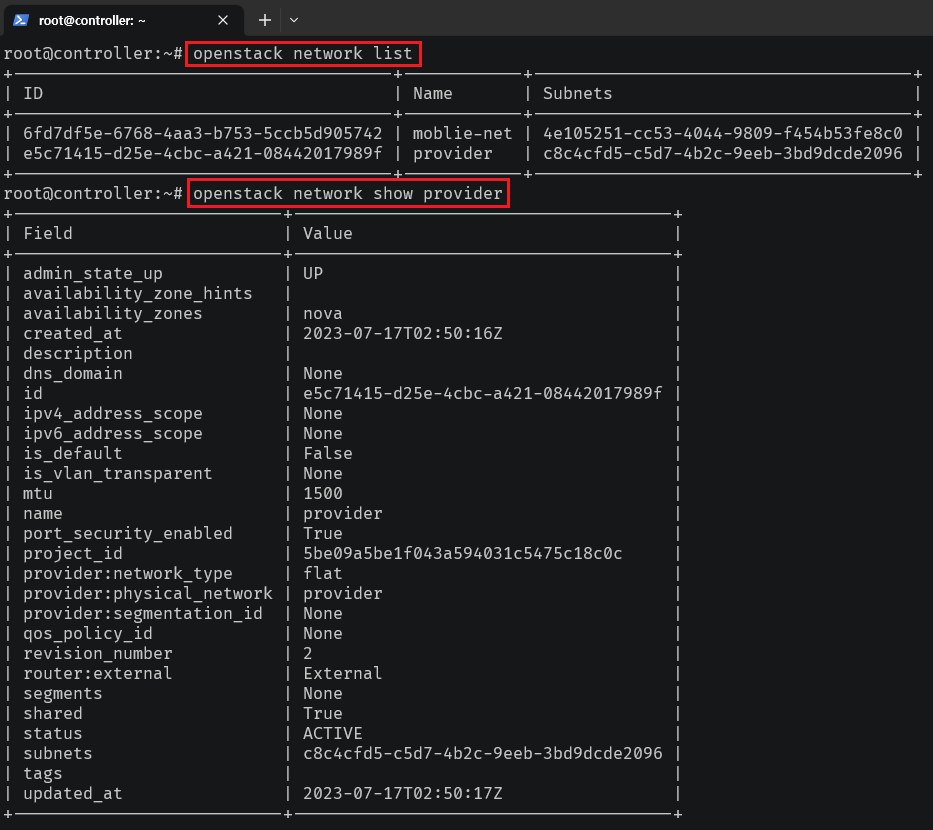 root@controller: ~
root@controller:~# openstack network list
| ID | Name | Subnets |
| 6fd7df5e-6768-4aa3-b753-5ccb5d905742 | moblie-net | 4e105251-cc53-4044-9809-f454b53fe8c0 |
| e5c71415-d25e-4cbc-a421-08442017989f | provider | c8c4cfd5-c5d7-4b2c-9eeb-3bd9dcde2096 |
root@controller:~# openstack network show provider
| Field | Value |
| admin_state_up | UP |
| availability_zone_hints | |
| availability_zones | nova |
| created_at | 2023-07-17T02:50:16Z |
| description | |
| dns_domain | None |
| id | e5c71415-d25e-4cbc-a421-08442017989f |
| ipv4_address_scope | None |
| ipv6_address_scope | None |
| is_default | False |
| is_vlan_transparent | None |
| mtu | 1500 |
| name | provider |
| port_security_enabled | True |
| project_id | 5be09a5be1f043a594031c5475c18c0c |
| provider:network_type | flat |
| provider:physical_network | provider |
| provider:segmentation_id | None |
| qos_policy_id | None |
| revision_number | 2 |
| router:external | External |
| segments | None |
| shared | True |
| status | ACTIVE |
| subnets | c8c4cfd5-c5d7-4b2c-9eeb-3bd9dcde2096 |
| tags | |
| updated_at | 2023-07-17T02:50:17Z |